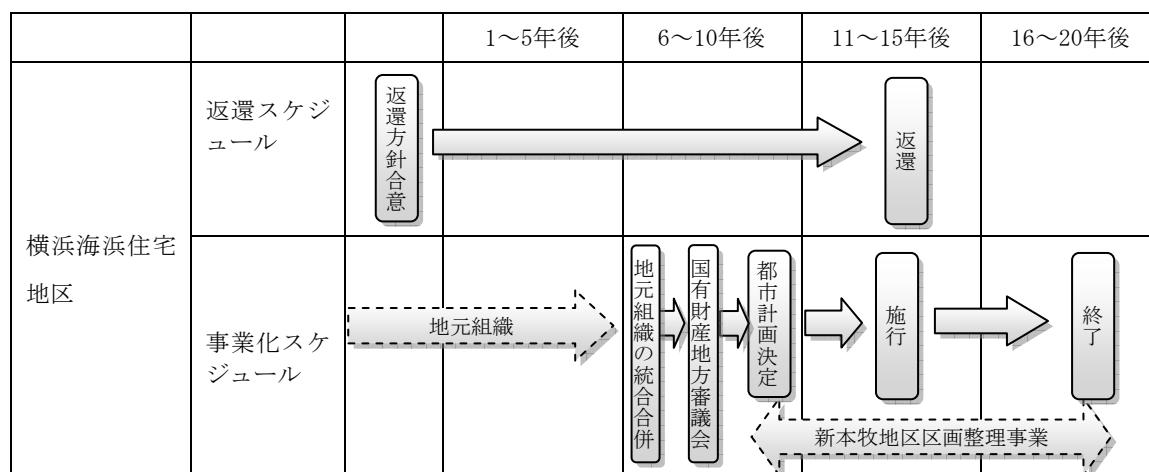 1～5年後
6～10年後
11～15年後
16～20年後
横浜海浜住宅
地区
返還スケジ
ュール
返還方針合意
返還
事業化スケ
ジュール
地元組織
地元組織の統合合併
国有財産地方審議会
都市計画決定
施行
終了
新本牧地区区画整理事業